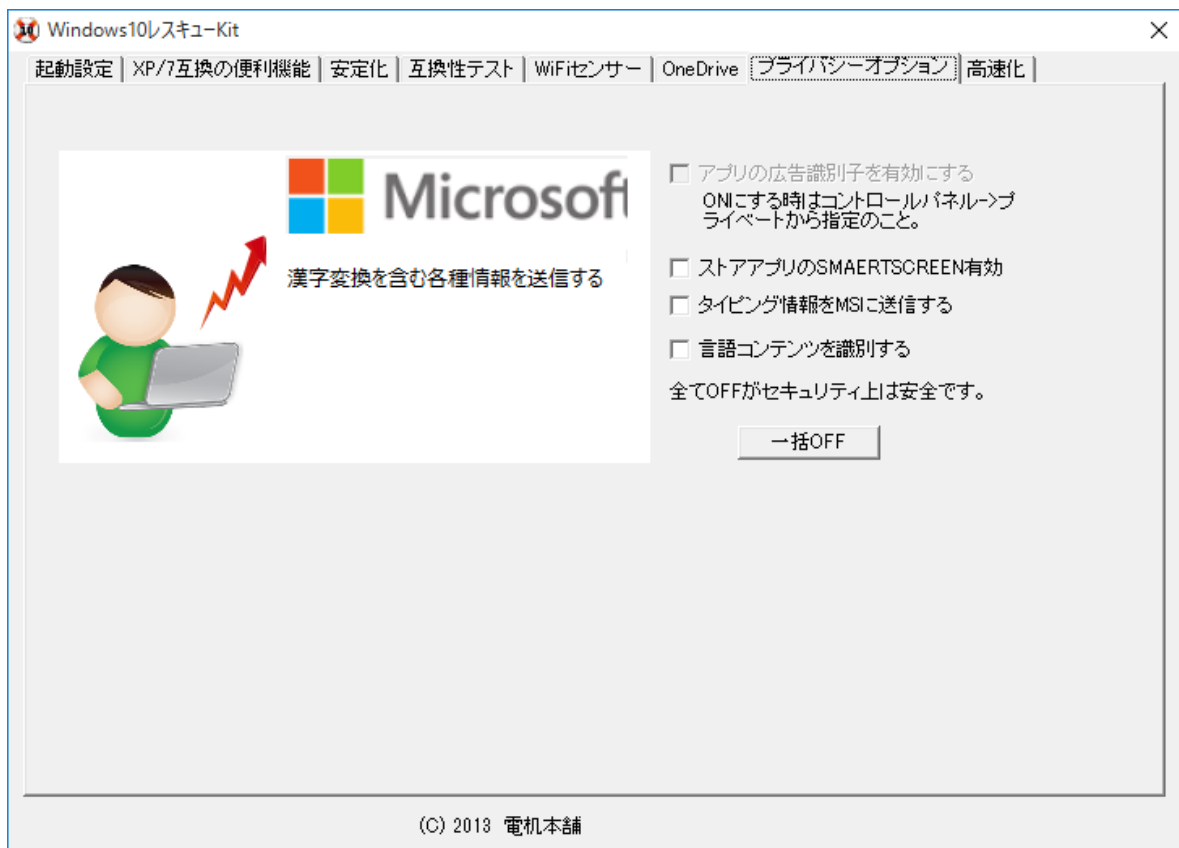 Windows10レスキューKit
起動設定 XP/7互換の便利機能 安定化 互換性テスト WiFiセンサー OneDrive プライバシーオプション 高速化
Microsoft
漢字変換を含む各種情報を送信する
アプリの広告識別子を有効にする
ONにする時はコントロールパネル->プ
ライベートから指定のこと。
ストアアプリのSMAERTSCREEN有効
タイピング情報をMSに送信する
言語コンテンツを識別する
全てOFFがセキュリティ上は安全です。
一括OFF
(C) 2013 電机本舗